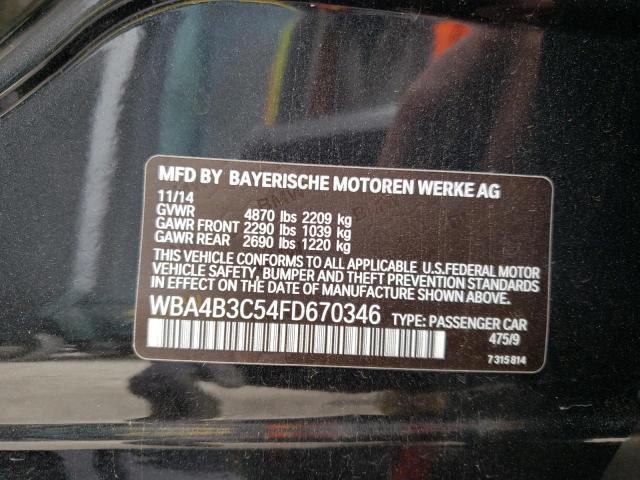 MFD BY BAYERISCHE MOTOREN WERKE AG
11/14
GVWR 4870 lbs 2209 kg
GAWR FRONT 2290 lbs 1039 kg
GAWR REAR 2690 lbs 1220 kg
THIS VEHICLE CONFORMS TO ALL APPLICABLE U.S.FEDERAL MOTOR
VEHICLE SAFETY, BUMPER AND THEFT PREVENTION STANDARDS
IN EFFECT ON THE DATE OF MANUFACTURE SHOWN ABOVE.
WBA4B3C54FD670346 TYPE: PASSENGER CAR
475/9
7315814